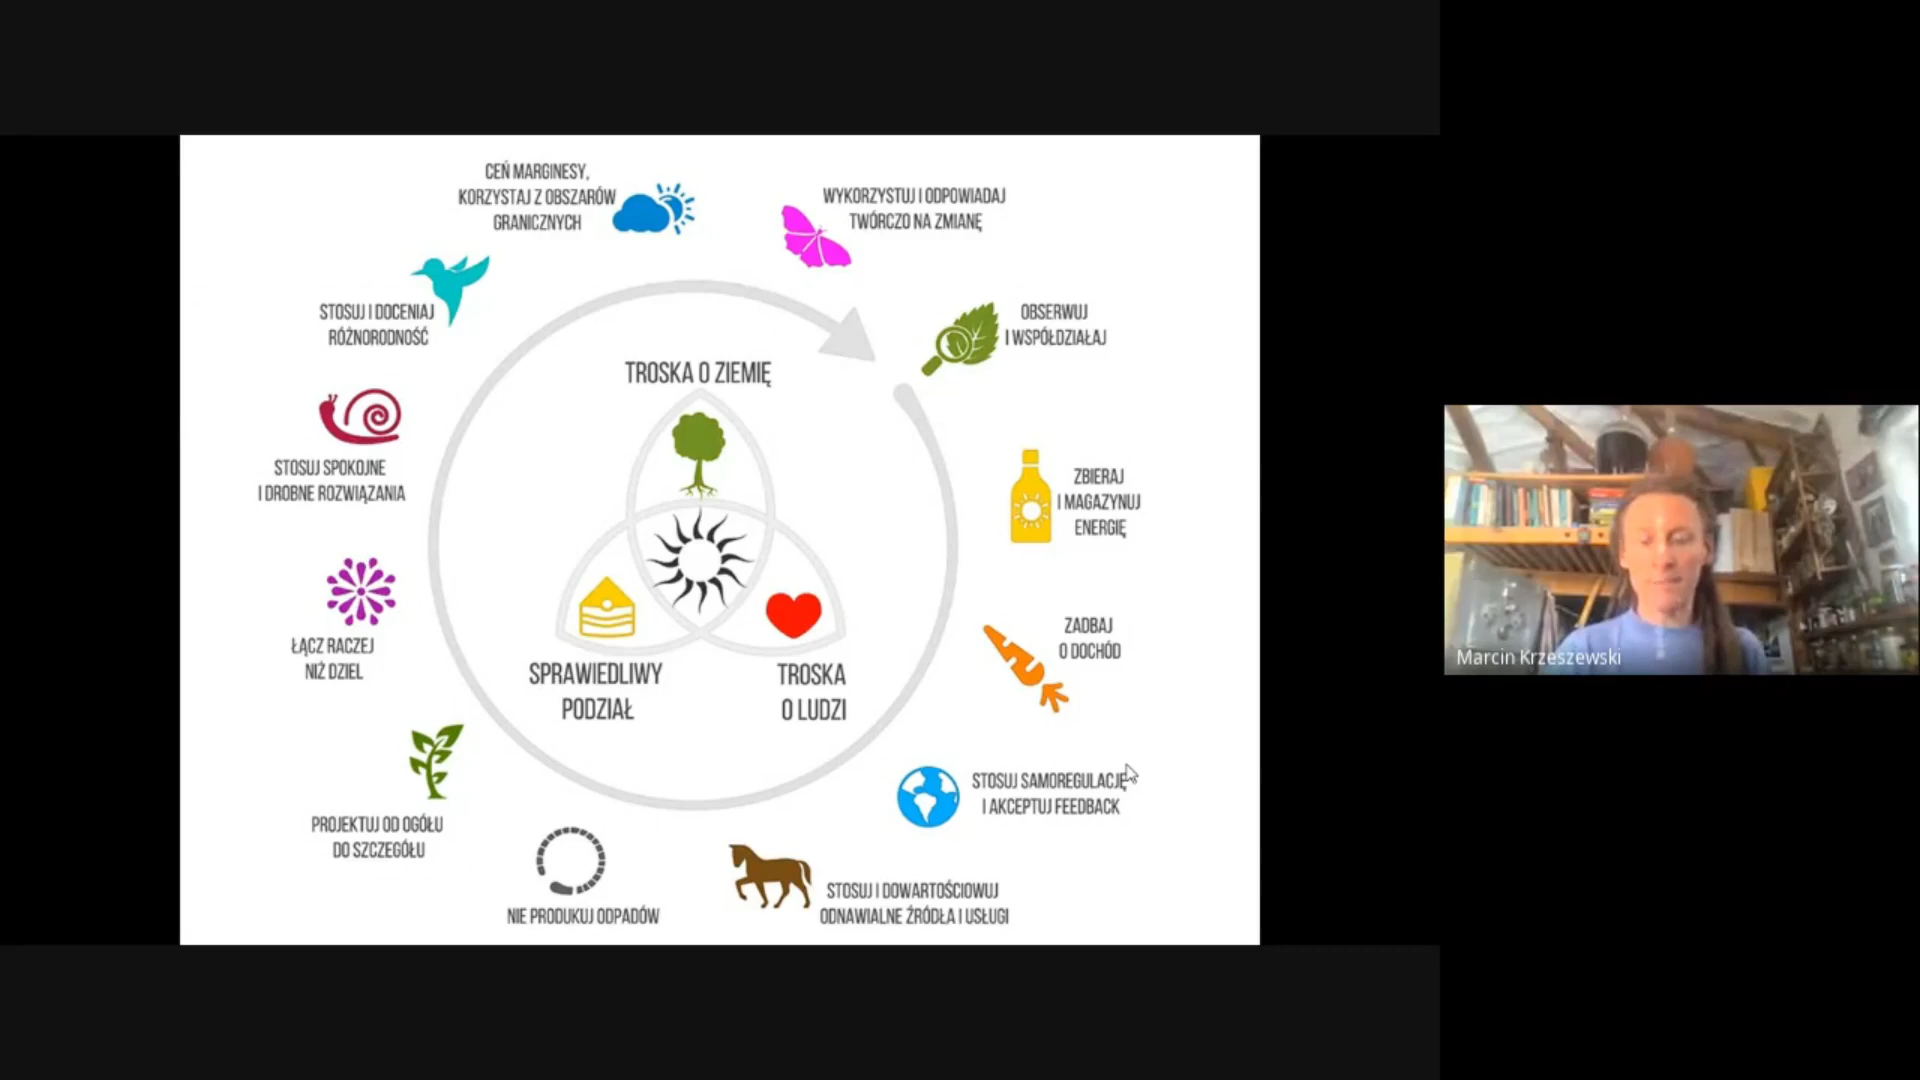 CEŃ MARGINESY,
KORZYSTAJ Z OBSZARÓW
GRANICZNYCH
WYKORZYSTUJ I ODPOWIADAJ
TWÓRCZO NA ZMIANĘ
OBSERWUJ
I WSPÓŁDZIAŁAJ
ZBIERAJ
I MAGAZYNUJ
ENERGIĘ
ZADBAJ
O DOCHÓD
STOSUJ SAMOREGULACJĘ
I AKCEPTUJ FEEDBACK
STOSUJ I DOWARTOŚCIOWUJ
ODNAWIALNE ŹRÓDŁA I USŁUGI
NIE PRODUKUJ ODPADÓW
PROJEKTUJ OD OGÓŁU
DO SZCZEGÓŁU
ŁĄCZ RACZEJ
NIŻ DZIEL
STOSUJ SPOKOJNE
I DROBNE ROZWIĄZANIA
STOSUJ I DOCENIAJ
RÓŻNORODNOŚĆ
TROSKA O ZIEMIĘ
SPRAWIEDLIWY
PODZIAŁ
TROSKA
O LUDZI
Marcin Krzeszewski